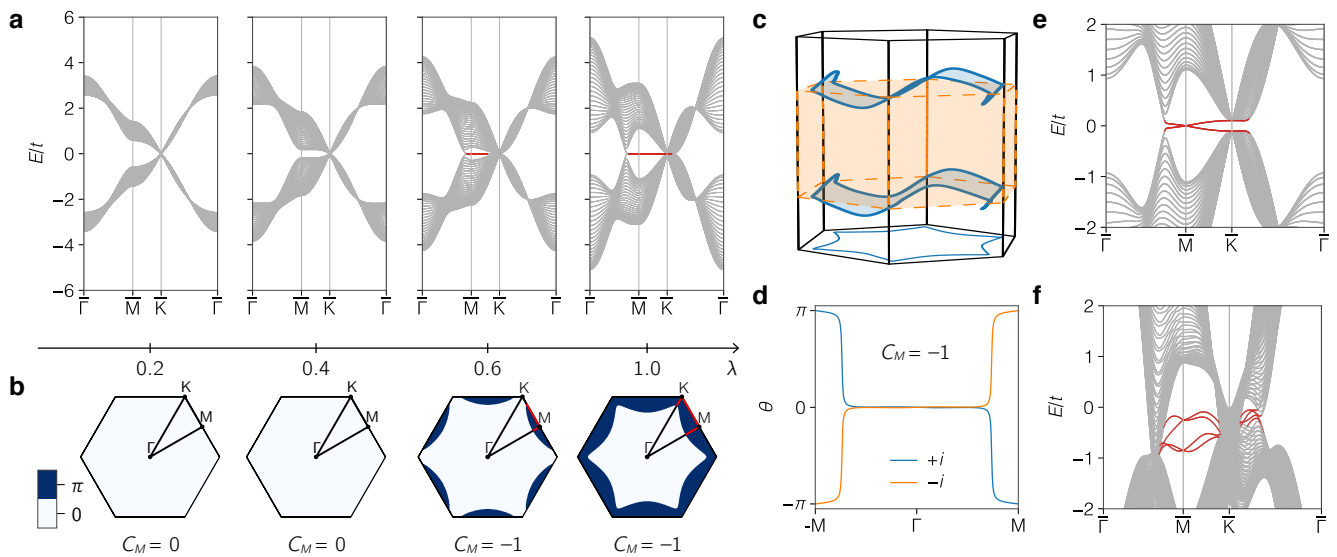 a
6
4
2
0
−2
−4
−6
E/t
Γ̅ M̅ K̅ Γ̅
Γ̅ M̅ K̅ Γ̅
Γ̅ M̅ K̅ Γ̅
Γ̅ M̅ K̅ Γ̅
0.2 0.4 0.6 1.0 λ
b
K
M
Γ
K
M
Γ
K
M
Γ
K
M
Γ
π
0
C_M = 0
C_M = 0
C_M = −1
C_M = −1
c
d
π
0
−π
θ
C_M = −1
+i
−i
-M Γ M
e
2
1
0
−1
−2
E/t
Γ̅ M̅ K̅ Γ̅
f
2
1
0
−1
−2
E/t
Γ̅ M̅ K̅ Γ̅